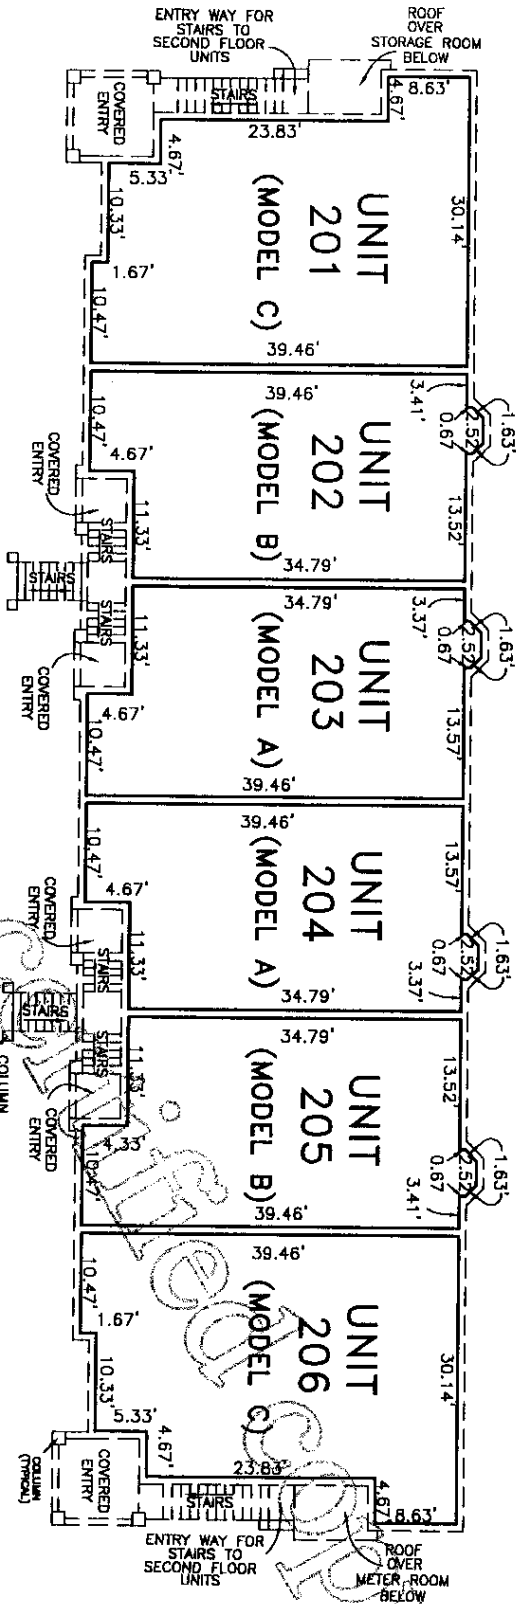 ENTRY WAY FOR
STAIRS TO
SECOND FLOOR
UNITS
ROOF
OVER
STORAGE ROOM
BELOW
COVERED
ENTRY
STAIRS
4.67'
8.63'
23.83'
4.67'
5.33'
10.33'
1.67'
10.47'
30.14'
UNIT
201
(MODEL C)
39.46'
39.46'
10.47'
4.67'
3.41'
2.52'
0.67
1.63'
UNIT
202
(MODEL B)
13.52'
COVERED
ENTRY
STAIRS
11.33'
34.79'
STAIRS
34.79'
STAIRS
11.33'
3.37'
2.52'
0.67
1.63'
UNIT
203
(MODEL A)
13.57'
COVERED
ENTRY
4.67'
10.47'
39.46'
39.46'
10.47'
4.67'
13.57'
UNIT
204
(MODEL A)
COVERED
ENTRY
STAIRS
11.33'
2.52'
0.67
1.63'
3.37'
34.79'
STAIRS
COLUMN
34.79'
STAIRS
11.33'
13.52'
UNIT
205
(MODEL B)
COVERED
ENTRY
4.33'
10.47'
2.52'
0.67
1.63'
3.41'
39.46'
39.46'
10.47'
1.67'
10.33'
5.33'
4.67'
UNIT
206
(MODEL C)
30.14'
23.83'
4.67'
8.63'
COLUMN
(TYPICAL)
COVERED
ENTRY
STAIRS
ENTRY WAY FOR
STAIRS TO
SECOND FLOOR
UNITS
ROOF
OVER
METER ROOM
BELOW